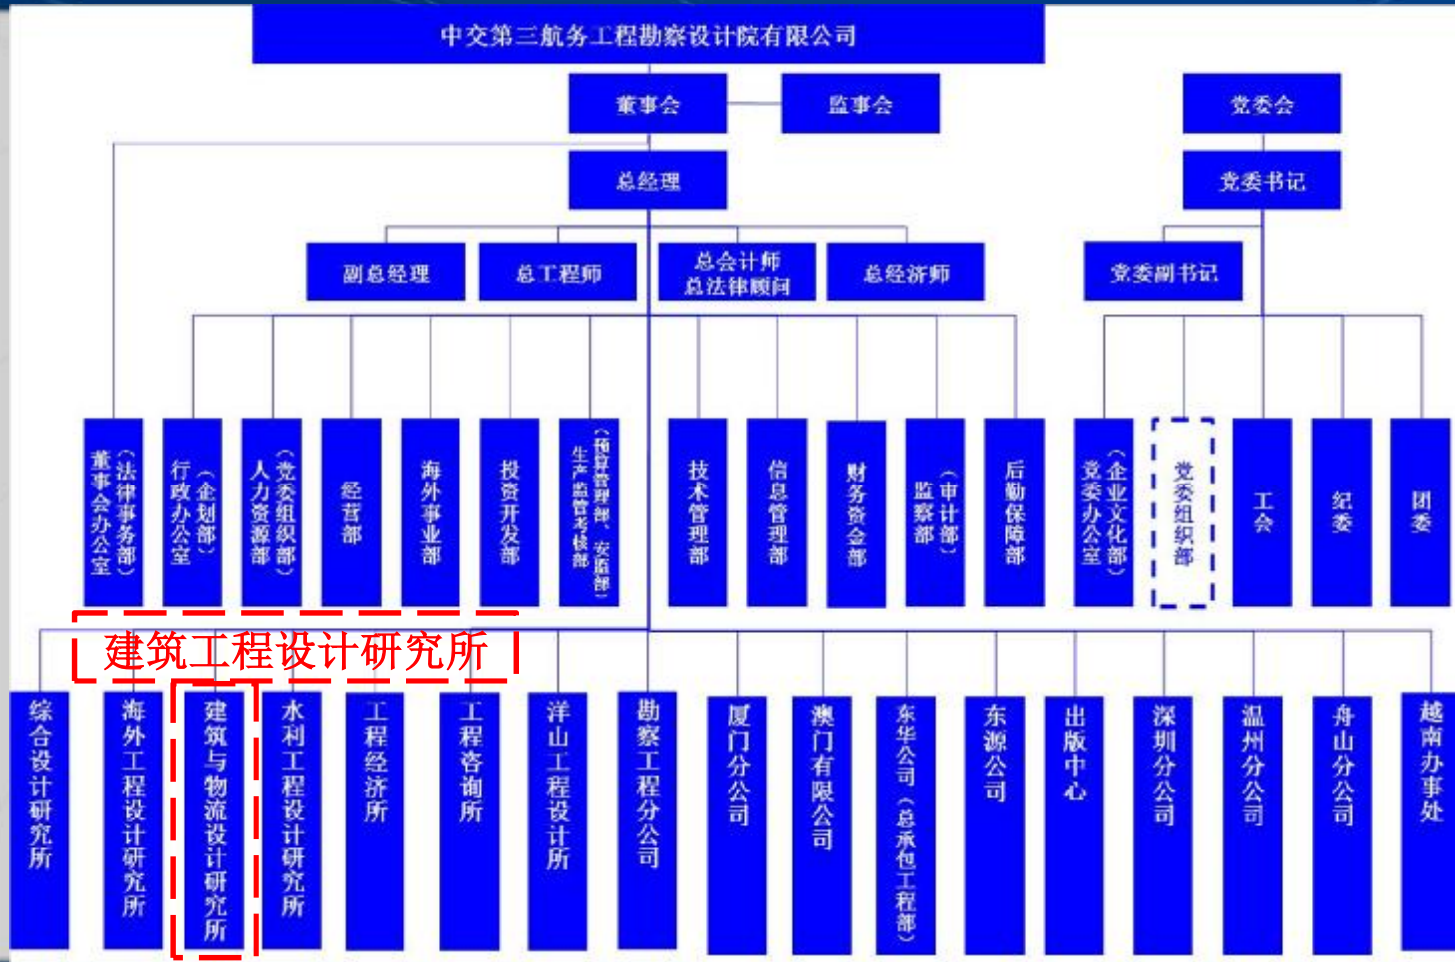 中交第三航务工程勘察设计院有限公司
董事会
监事会
党委会
总经理
党委书记
副总经理
总工程师
总会计师
总法律顾问
总经济师
党委副书记
董事会办公室
（法律事务部）
行政办公室
（企划部）
人力资源部
（党委组织部）
经营部
海外事业部
投资开发部
生产监管考核部
（预算管理部、安监部）
技术管理部
信息管理部
财务资金部
监察部
（审计部）
后勤保障部
党委办公室
（企业文化部）
党委组织部
工会
纪委
团委
建筑工程设计研究所
综合设计研究所
海外工程设计研究所
建筑与物流设计研究所
水利工程设计研究所
工程经济所
工程咨询所
洋山工程设计所
勘察工程分公司
厦门分公司
澳门有限公司
东华公司（总承包工程部）
东源公司
出版中心
深圳分公司
温州分公司
舟山分公司
越南办事处